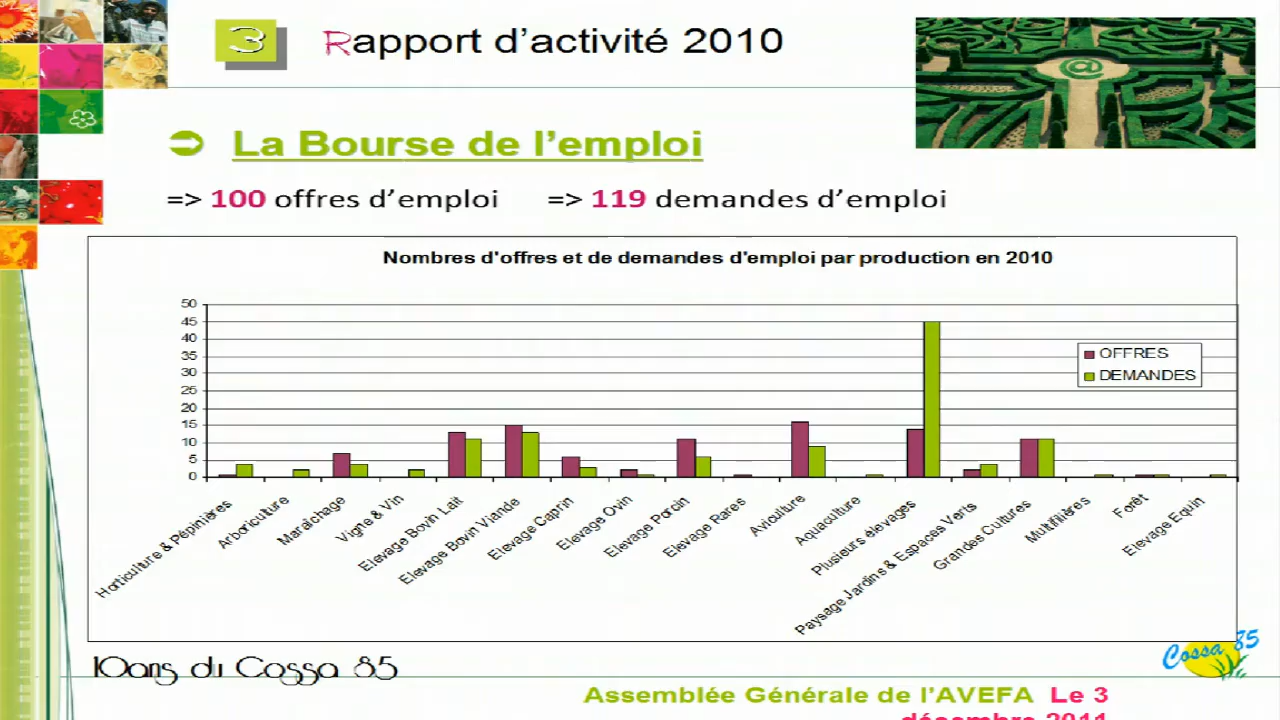 3
Rapport d’activité 2010
@
La Bourse de l’emploi
=> 100 offres d’emploi => 119 demandes d’emploi
Nombres d'offres et de demandes d'emploi par production en 2010
50
45
40
35
30
25
20
15
10
5
0
OFFRES
DEMANDES
Horticulture & Pépinières
Arboriculture
Maraîchage
Vigne & Vin
Elevage Bovin Lait
Elevage Bovin Viande
Elevage Caprin
Elevage Ovin
Elevage Porcin
Elevage Rares
Aviculture
Aquaculture
Plusieurs élevages
Paysage Jardins & Espaces Verts
Grandes Cultures
Multifilières
Forêt
Elevage Equin
10ans du Cossa 85
Cossa 85
Assemblée Générale de l’AVEFA Le 3
décembre 2011